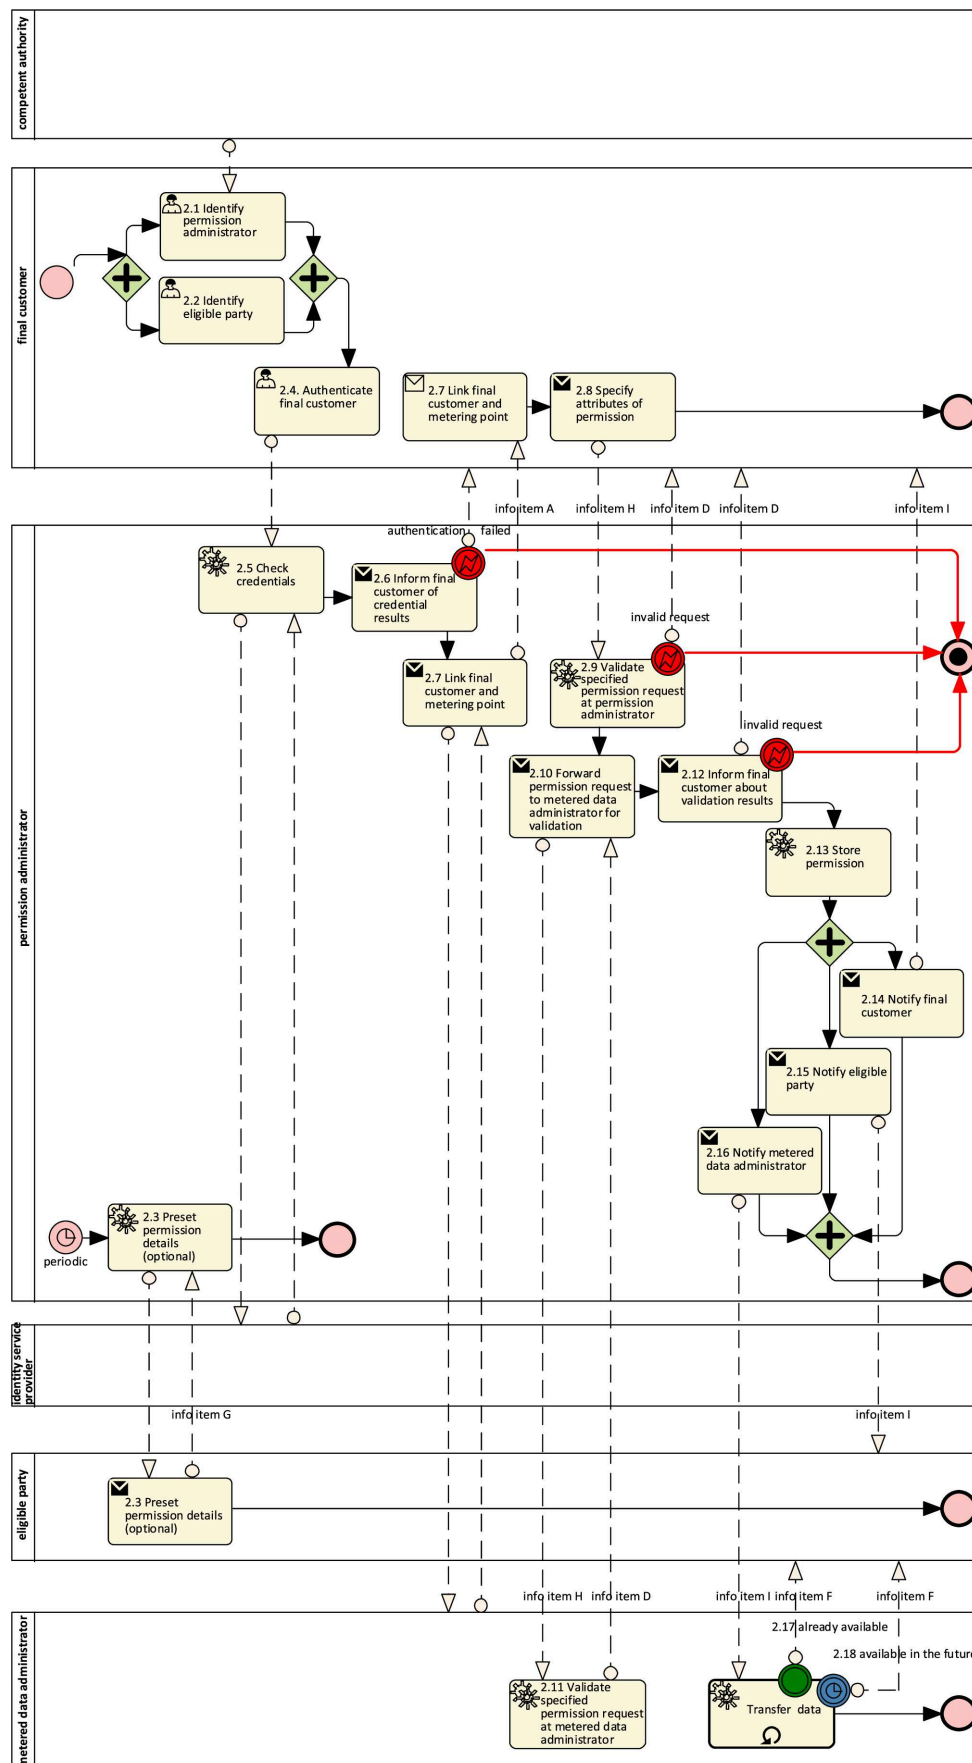 competent authority
final customer
2.1 Identify
permission
administrator
2.2 Identify
eligible party
2.4. Authenticate
final customer
2.7 Link final
customer and
metering point
2.8 Specify
attributes of
permission
info item A
info item H
info item D
info item D
info item I
permission administrator
authentication failed
2.5 Check
credentials
2.6 Inform final
customer of
credential
results
invalid request
2.7 Link final
customer and
metering point
2.9 Validate
specified
permission request
at permission
administrator
invalid request
2.10 Forward
permission request
to metered data
administrator for
validation
2.12 Inform final
customer about
validation results
2.13 Store
permission
2.14 Notify final
customer
2.15 Notify eligible
party
2.16 Notify metered
data administrator
periodic
2.3 Preset
permission
details
(optional)
identity service
provider
info item G
info item I
eligible party
2.3 Preset
permission details
(optional)
info item H
info item D
info item I
info item F
info item F
metered data administrator
2.17 already available
2.18 available in the future
2.11 Validate
specified
permission request
at metered data
administrator
Transfer data